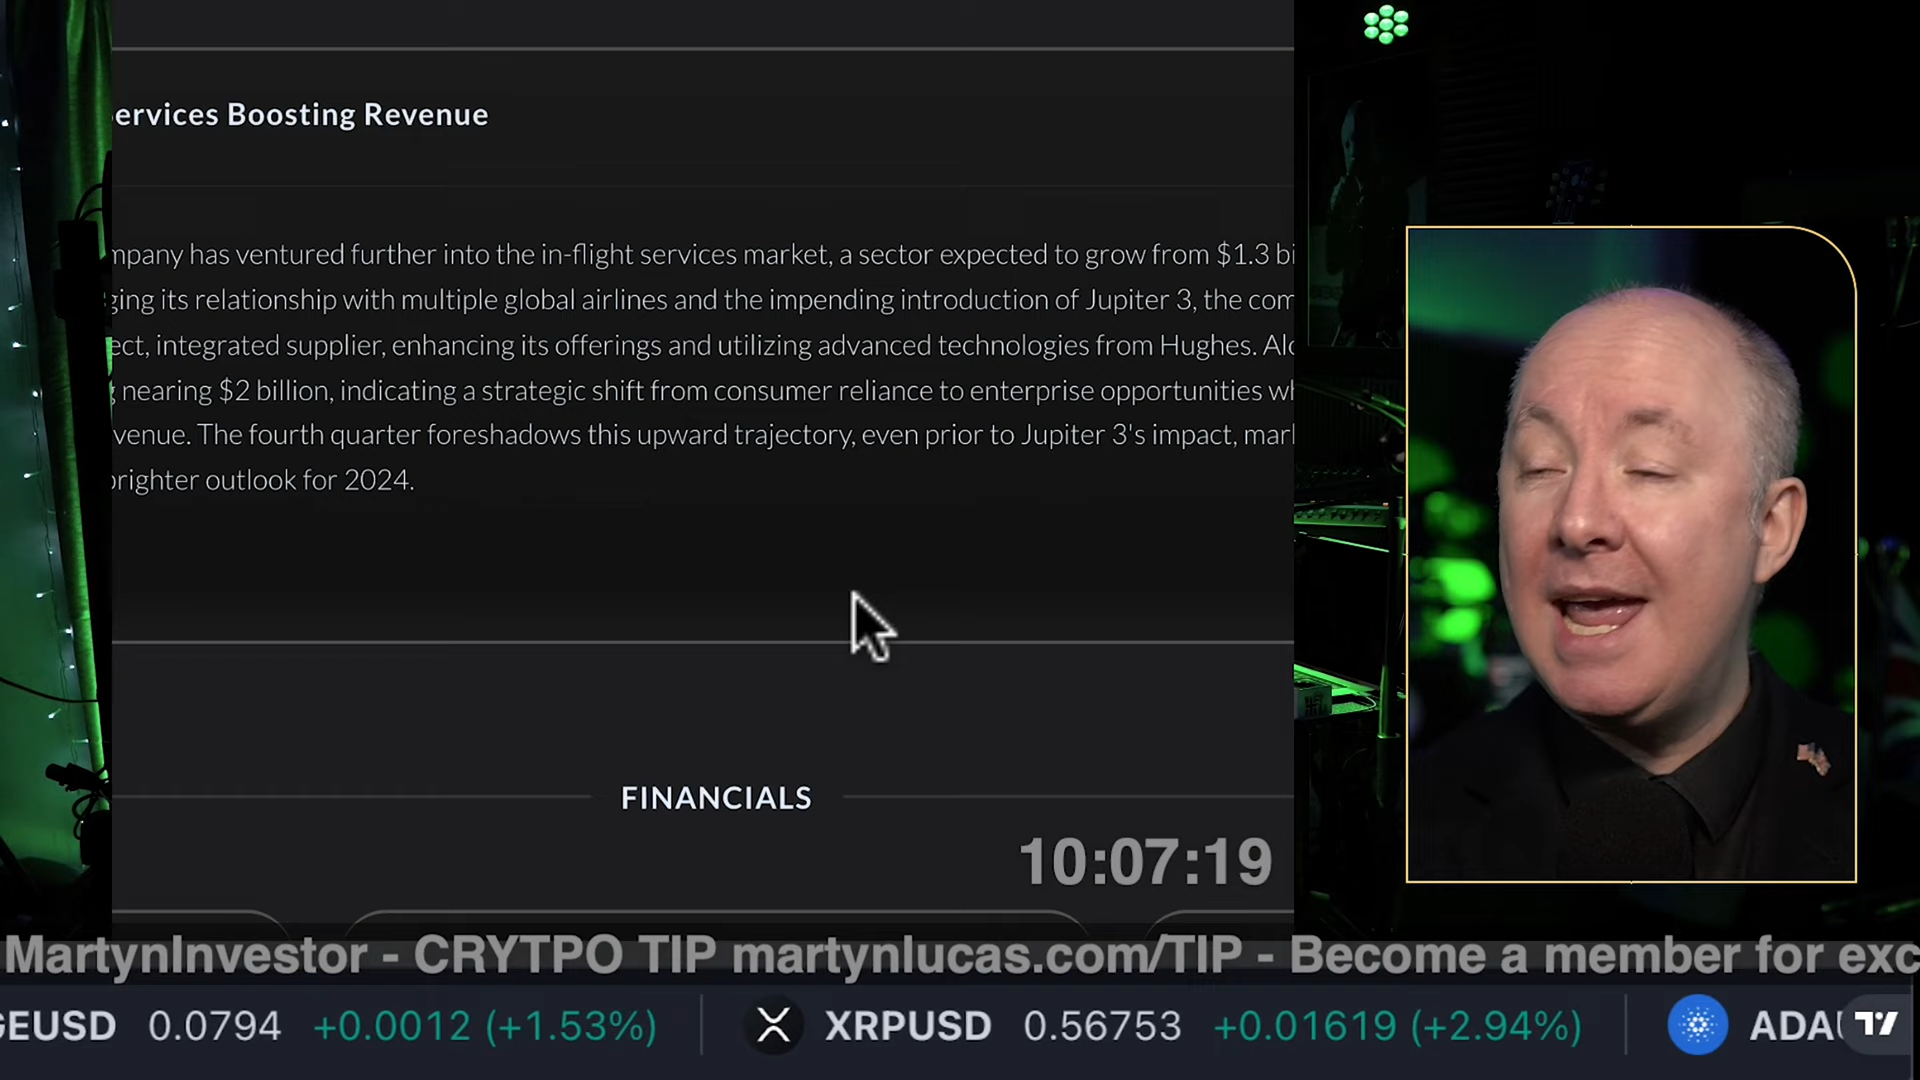 ervices Boosting Revenue
mpany has ventured further into the in-flight services market, a sector expected to grow from $1.3 bi
ging its relationship with multiple global airlines and the impending introduction of Jupiter 3, the com
ect, integrated supplier, enhancing its offerings and utilizing advanced technologies from Hughes. Alo
g nearing $2 billion, indicating a strategic shift from consumer reliance to enterprise opportunities wh
venue. The fourth quarter foreshadows this upward trajectory, even prior to Jupiter 3's impact, mark
brighter outlook for 2024.
FINANCIALS
10:07:19
MartynInvestor - CRYTPO TIP martynlucas.com/TIP - Become a member for exc
GEUSD 0.0794 +0.0012 (+1.53%) XRPUSD 0.56753 +0.01619 (+2.94%) ADAU